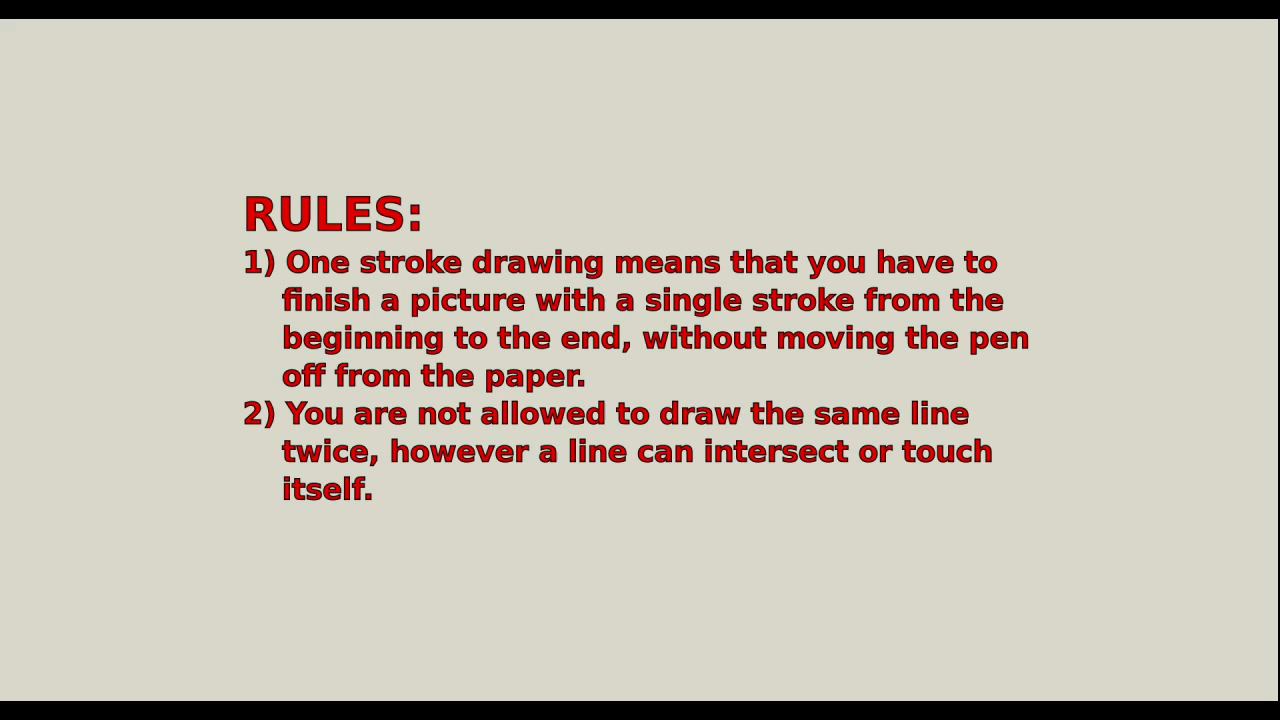 RULES:
1) One stroke drawing means that you have to
finish a picture with a single stroke from the
beginning to the end, without moving the pen
off from the paper.
2) You are not allowed to draw the same line
twice, however a line can intersect or touch
itself.